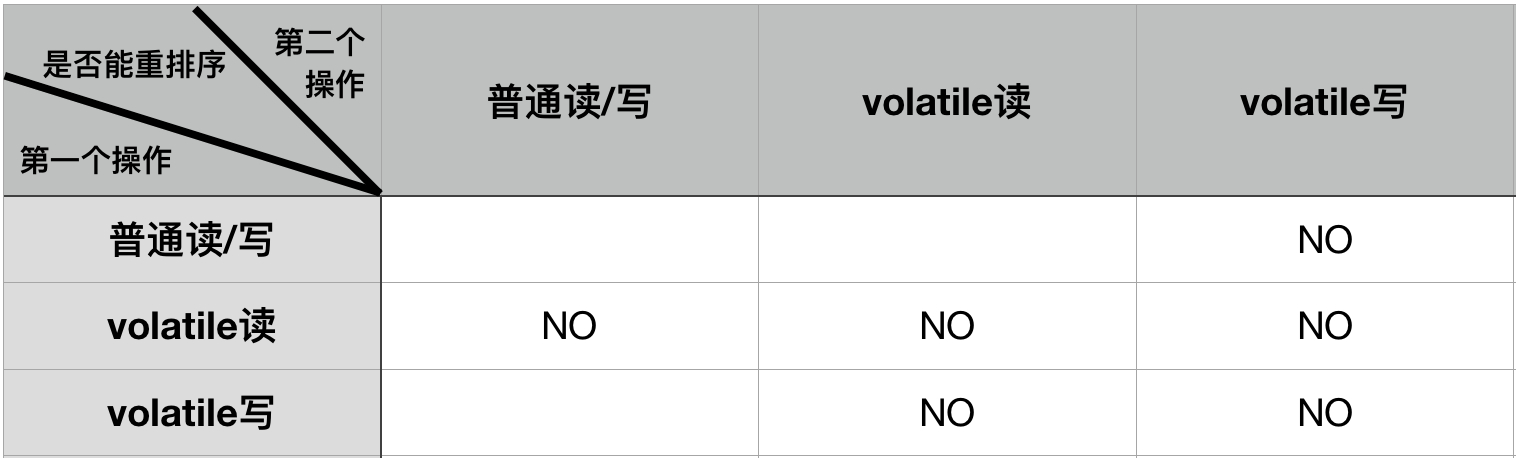 是否能重排序
第二个
操作
第一个操作
普通读/写
volatile读
volatile写
普通读/写
NO
volatile读
NO
NO
NO
volatile写
NO
NO